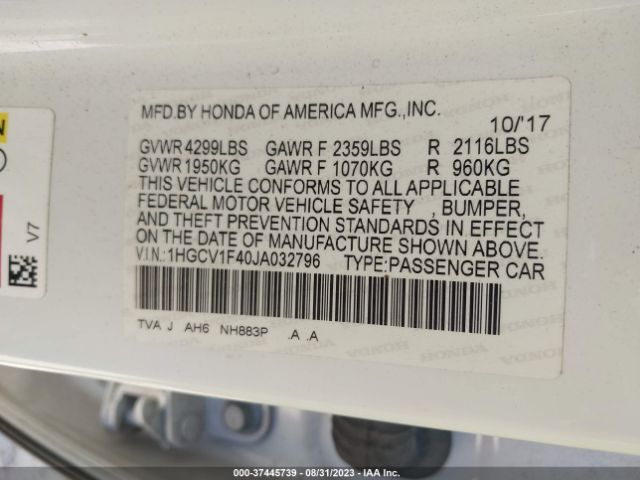 MFD.BY HONDA OF AMERICA MFG.,INC.
10/'17
GVWR 4299LBS GAWR F 2359LBS R 2116LBS
GVWR 1950KG GAWR F 1070KG R 960KG
THIS VEHICLE CONFORMS TO ALL APPLICABLE
FEDERAL MOTOR VEHICLE SAFETY , BUMPER,
AND THEFT PREVENTION STANDARDS IN EFFECT
ON THE DATE OF MANUFACTURE SHOWN ABOVE.
V.I.N.:1HGCV1F40JA032796 TYPE:PASSENGER CAR
TVA J AH6 NH883P .A .A
V7
N
000-37445739 - 08/31/2023 - IAA Inc.